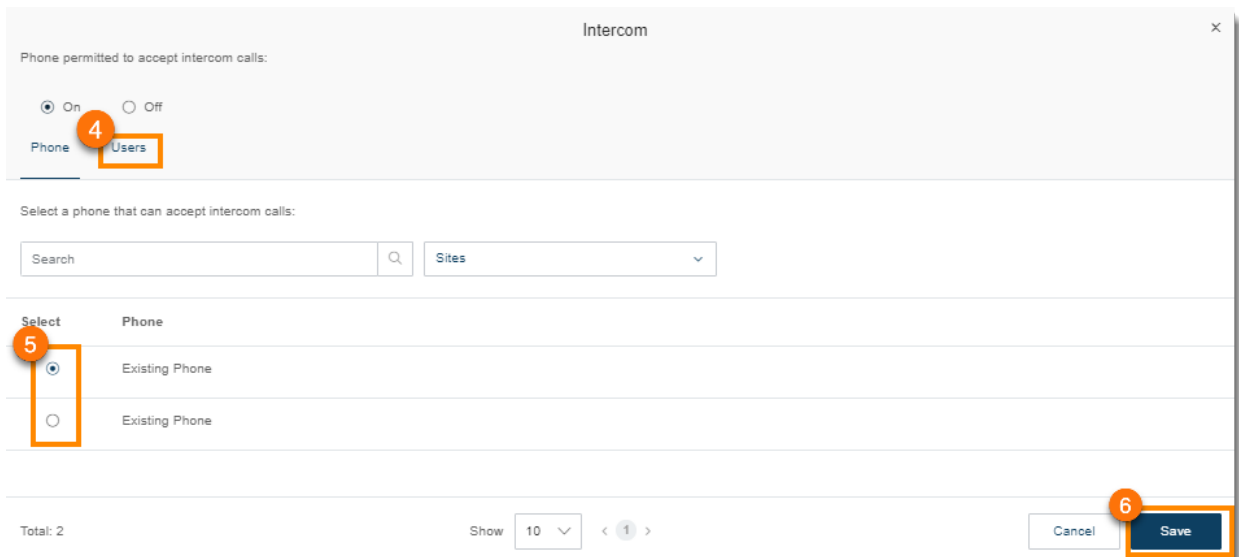 Intercom
Phone permitted to accept intercom calls:
On Off
4
Phone Users
Select a phone that can accept intercom calls:
Search Sites
Select Phone
5
Existing Phone
Existing Phone
Total: 2 Show 10 < 1 > Cancel Save
6